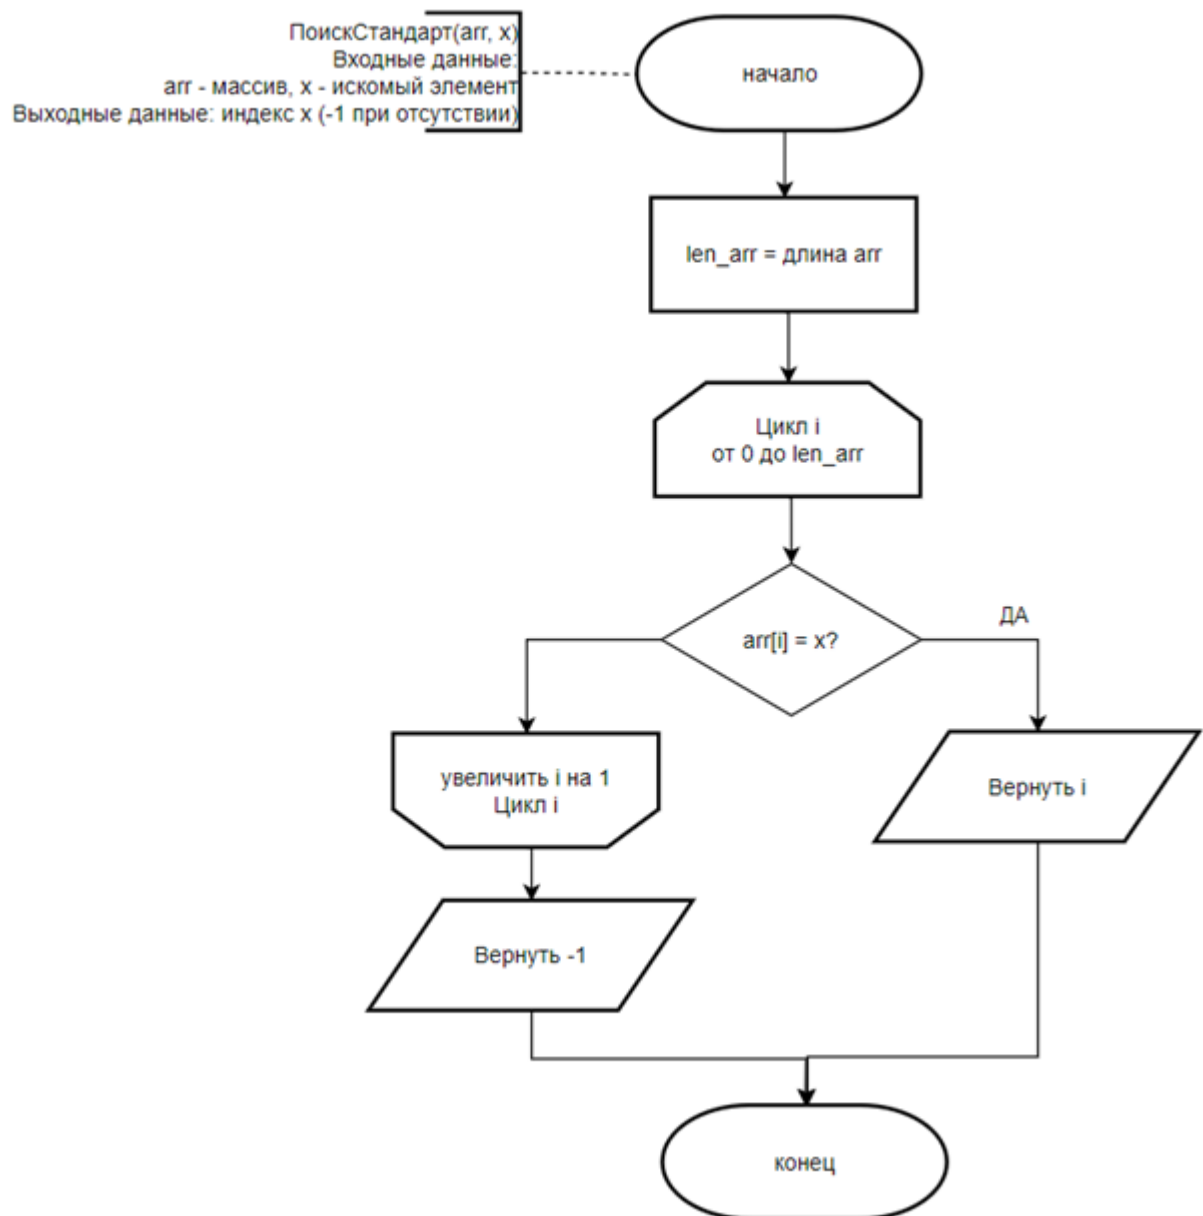 ПоискСтандарт(arr, x)
Входные данные:
arr - массив, x - искомый элемент
Выходные данные: индекс x (-1 при отсутствии)
начало
len_arr = длина arr
Цикл i
от 0 до len_arr
arr[i] = x?
ДА
увеличить i на 1
Цикл i
Вернуть i
Вернуть -1
конец